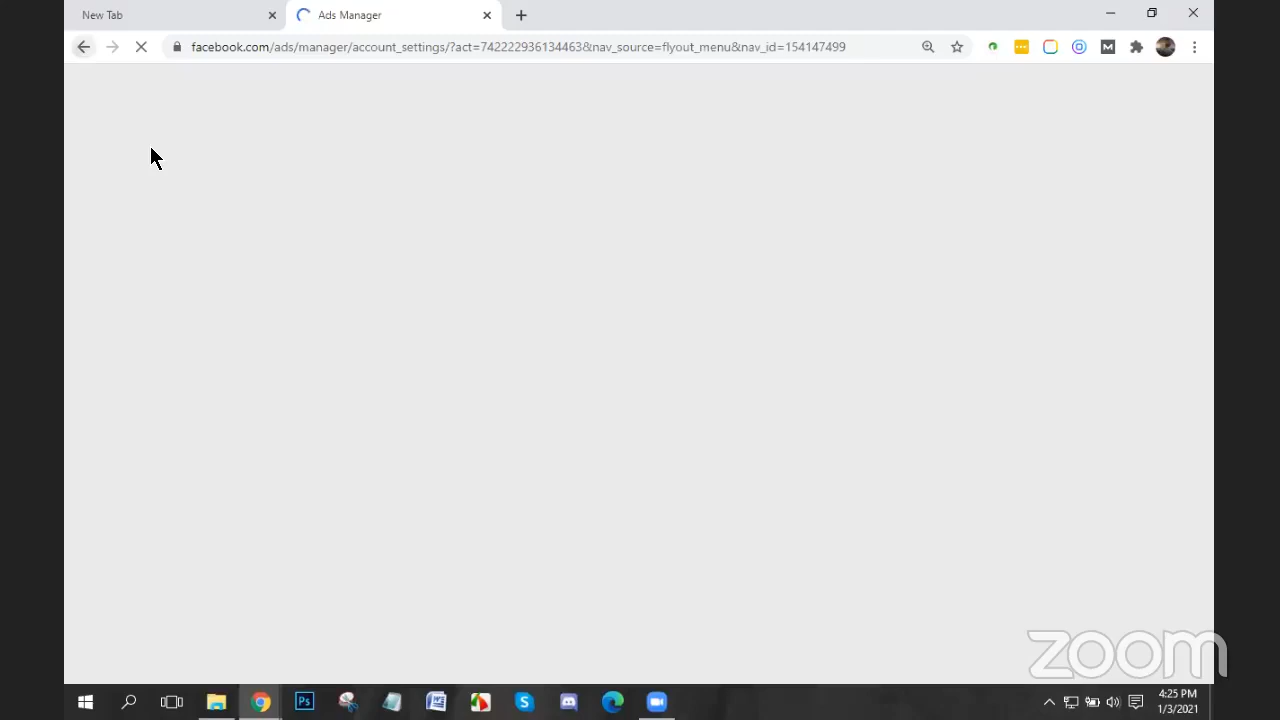 New Tab
Ads Manager
facebook.com/ads/manager/account_settings/?act=742222936134463&nav_source=flyout_menu&nav_id=154147499
M
Ps
W
S
zoom
4:25 PM
1/3/2021